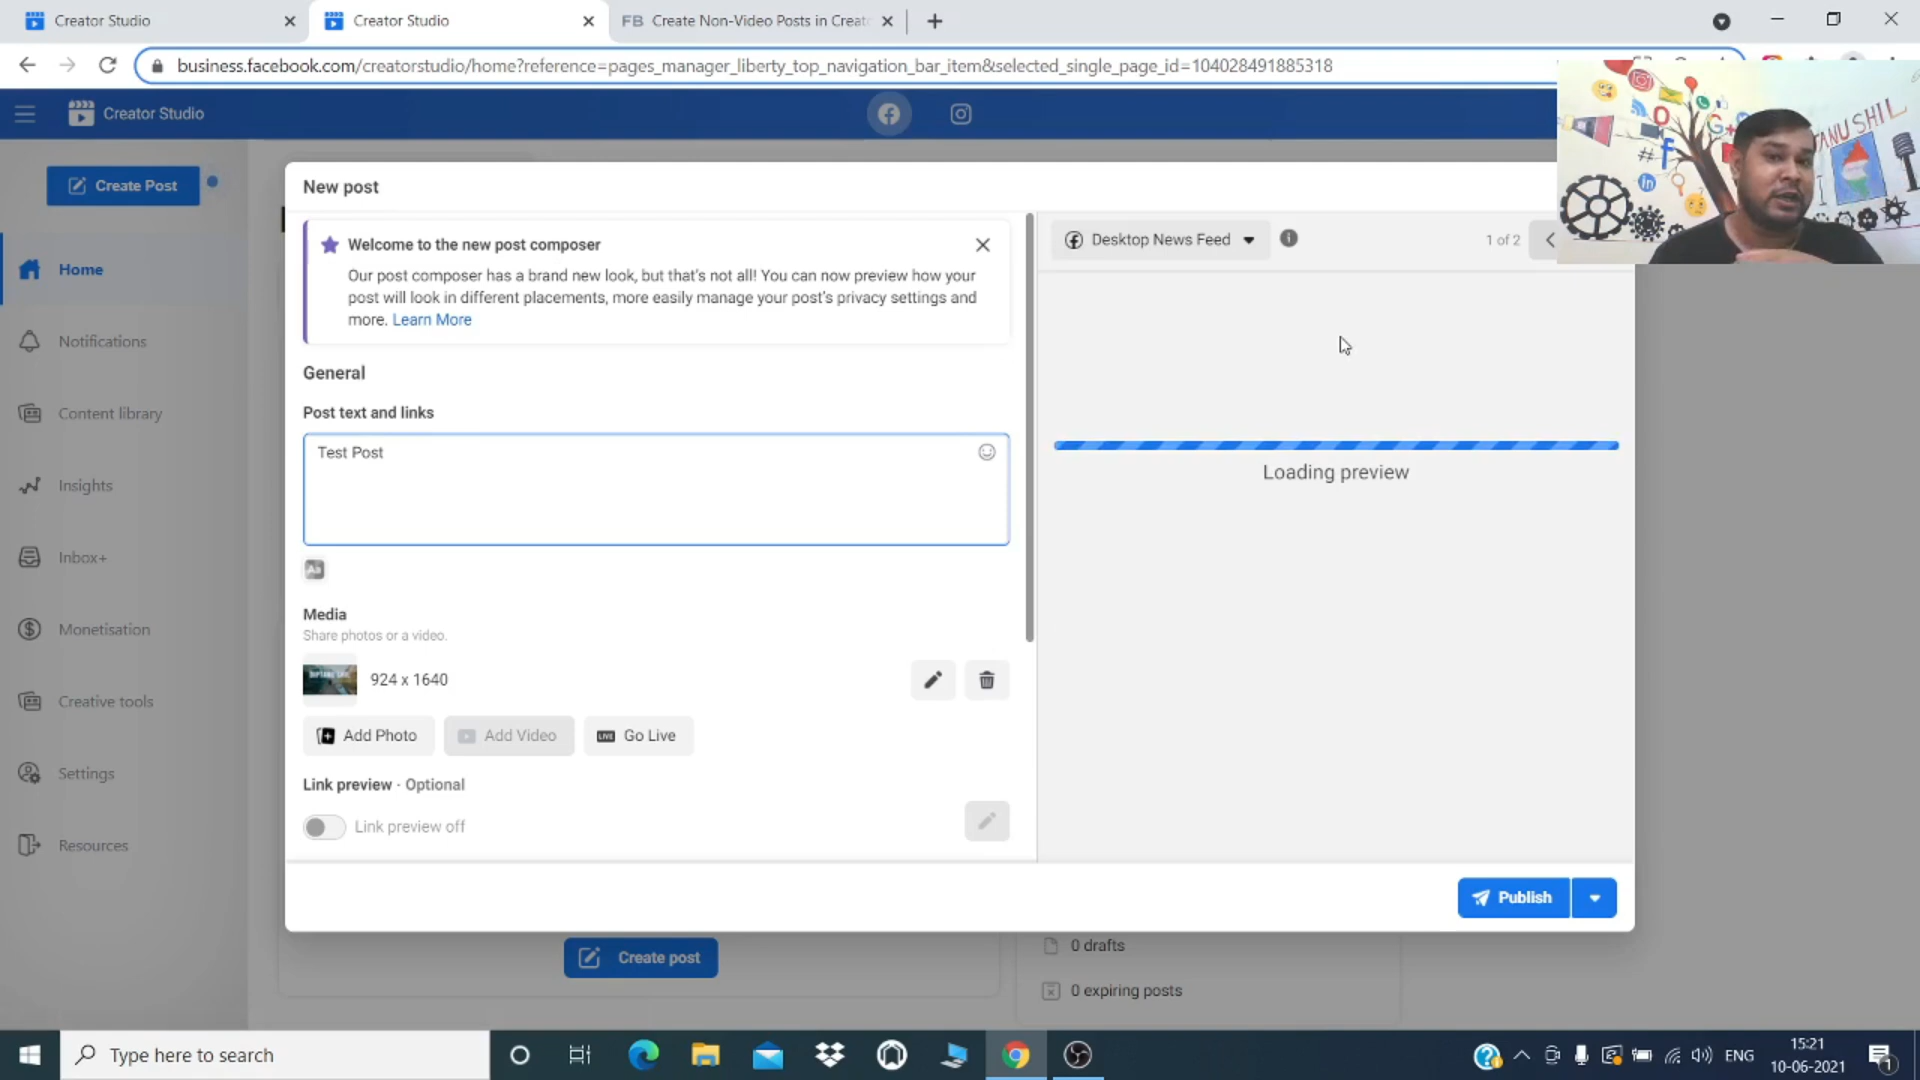 Creator Studio
Creator Studio
FB Create Non-Video Posts in Creat
business.facebook.com/creatorstudio/home?reference=pages_manager_liberty_top_navigation_bar_item&selected_single_page_id=104028491885318
Creator Studio
TANU SHIL
Create Post
New post
Home
Welcome to the new post composer
Our post composer has a brand new look, but that's not all! You can now preview how your
post will look in different placements, more easily manage your post's privacy settings and
more. Learn More
Desktop News Feed
1 of 2
Notifications
General
Content library
Post text and links
Test Post
Loading preview
Insights
Inbox+
Aa
Media
Share photos or a video.
Monetisation
924 x 1640
Creative tools
Add Photo
Add Video
LIVE Go Live
Settings
Link preview · Optional
Link preview off
Resources
Publish
0 drafts
Create post
0 expiring posts
Type here to search
ENG
15:21
10-06-2021
1